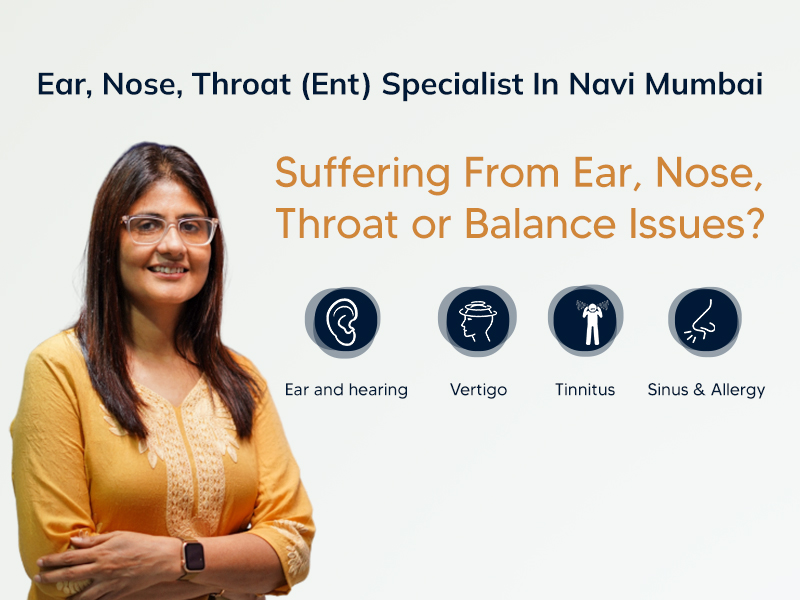 Ear, Nose, Throat (Ent) Specialist In Navi Mumbai
Suffering From Ear, Nose,
Throat or Balance Issues?
Ear and hearing
Vertigo
Tinnitus
Sinus & Allergy